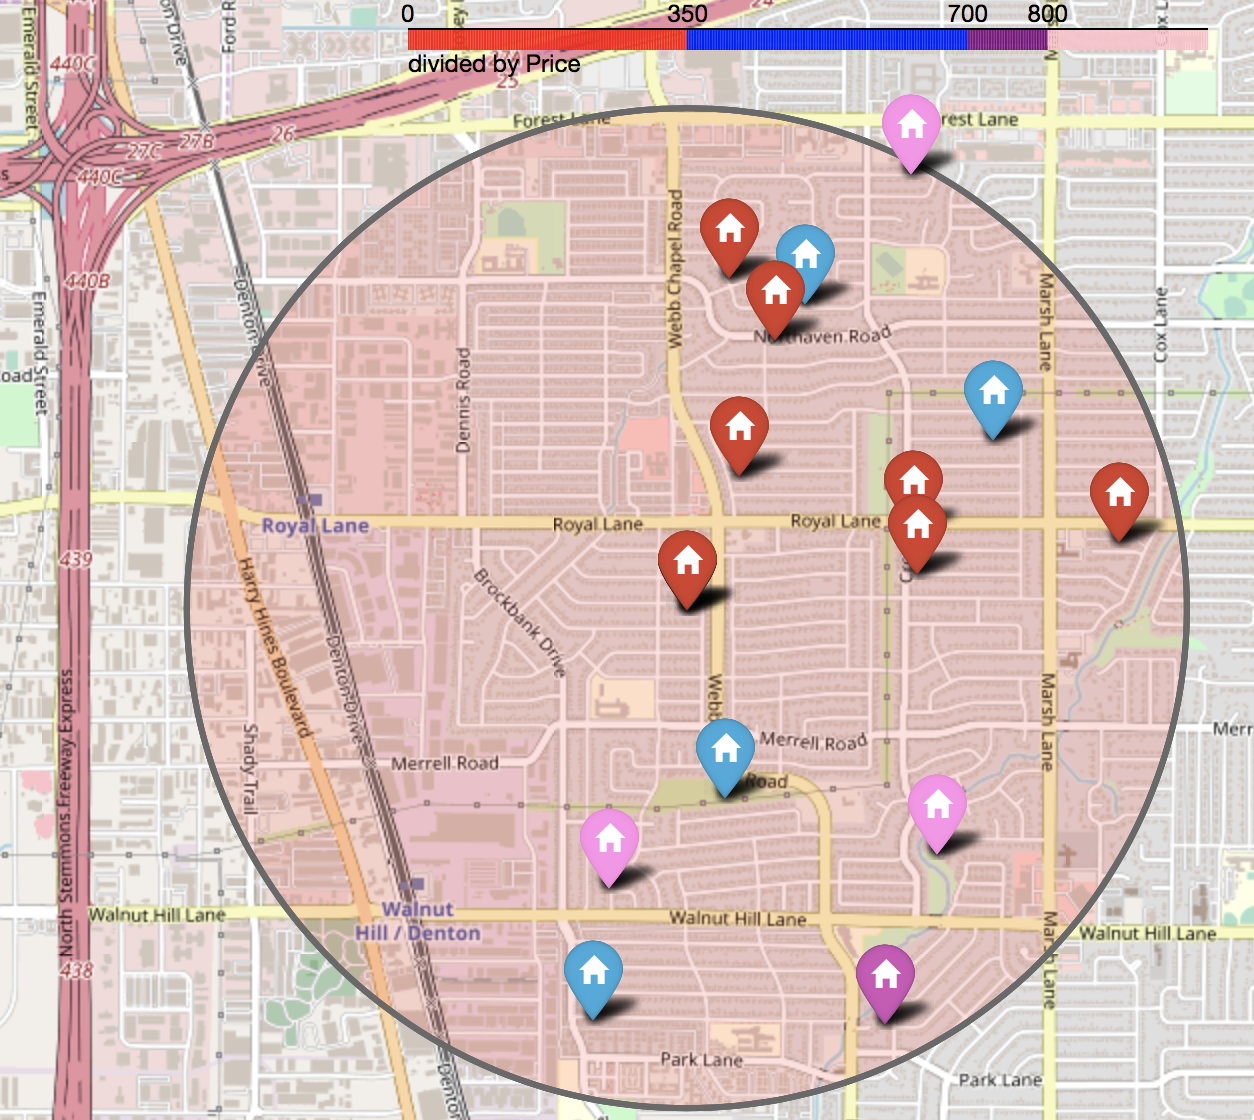 0 350 700 800
divided by Price
24
25
26
27B
27C
440C
440C
440B
439
438
Emerald Street
Emerald Street
Forest Lane
rest Lane
Webb Chapel Road
Dennis Road
Denton Drive
Northaven Road
Marsh Lane
Cox Lane
Royal Lane
Royal Lane
Royal Lane
Harry Hines Boulevard
Brockbank Drive
Denton Drive
Webb
Merrell Road
Merrell Road
Road
Marsh Lane
Merr
Shady Trail
North Stemmons Freeway Express
Walnut Hill Lane
Walnut
Hill / Denton
Walnut Hill Lane
Walnut Hill Lane
Marsh Lane
Park Lane
Park Lane
Denton